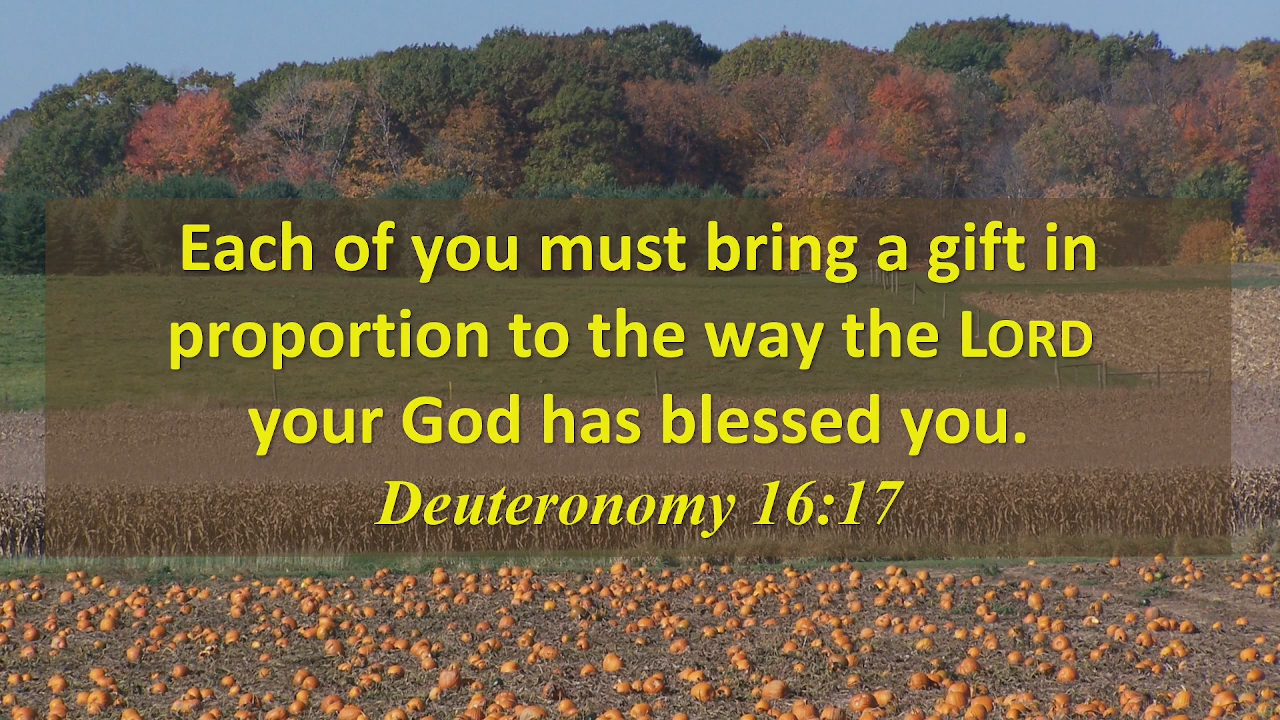 Each of you must bring a gift in
proportion to the way the LORD
your God has blessed you.
Deuteronomy 16:17